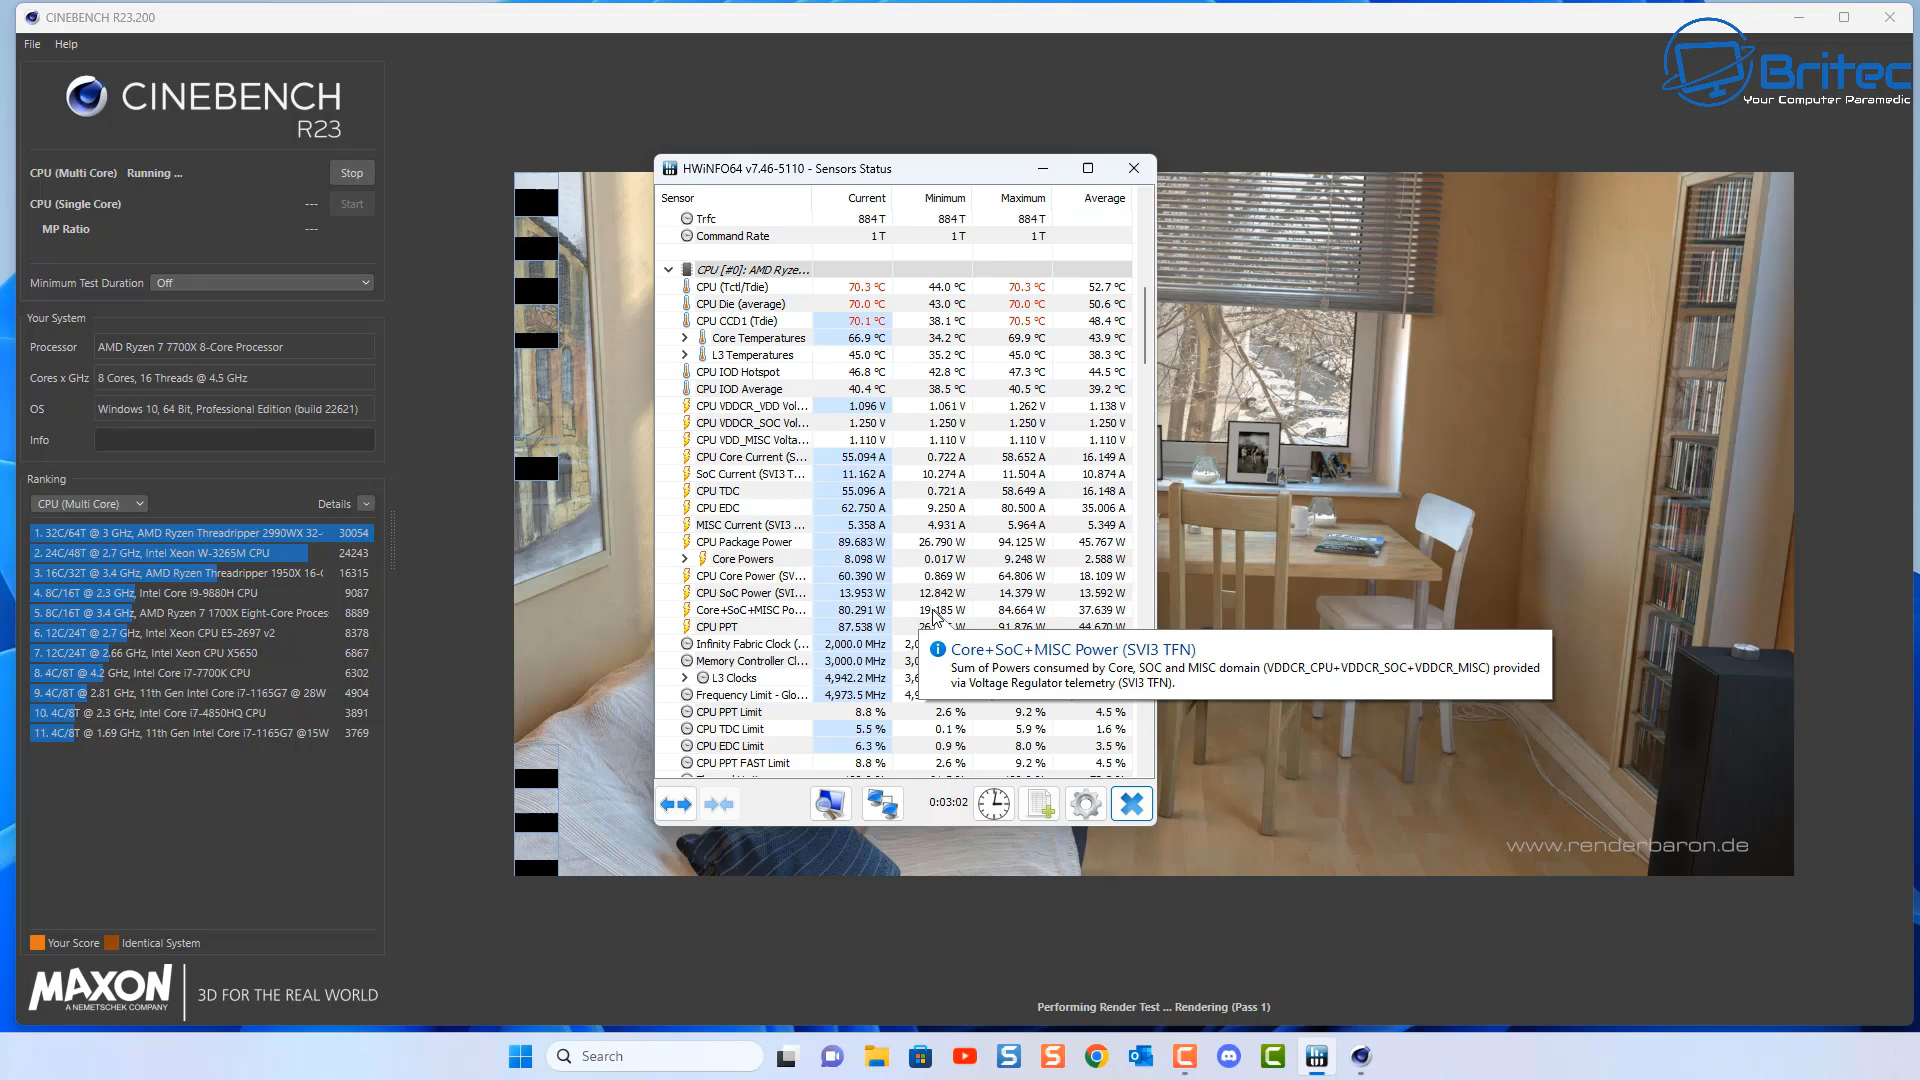 CINEBENCH R23.200
File Help
Britec
Your Computer Paramedic
CINEBENCH
R23
CPU (Multi Core) Running ... Stop
CPU (Single Core) --- Start
MP Ratio ---
Minimum Test Duration Off
Your System
Processor AMD Ryzen 7 7700X 8-Core Processor
Cores x GHz 8 Cores, 16 Threads @ 4.5 GHz
OS Windows 10, 64 Bit, Professional Edition (build 22621)
Info
Ranking
CPU (Multi Core) Details
1. 32C/64T @ 3 GHz, AMD Ryzen Threadripper 2990WX 32- 30054
2. 24C/48T @ 2.7 GHz, Intel Xeon W-3265M CPU 24243
3. 16C/32T @ 3.4 GHz, AMD Ryzen Threadripper 1950X 16-( 16315
4. 8C/16T @ 2.3 GHz, Intel Core i9-9880H CPU 9087
5. 8C/16T @ 3.4 GHz, AMD Ryzen 7 1700X Eight-Core Proces 8889
6. 12C/24T @ 2.7 GHz, Intel Xeon CPU E5-2697 v2 8378
7. 12C/24T @ 2.66 GHz, Intel Xeon CPU X5650 6867
8. 4C/8T @ 4.2 GHz, Intel Core i7-7700K CPU 6302
9. 4C/8T @ 2.81 GHz, 11th Gen Intel Core i7-1165G7 @ 28W 4904
10. 4C/8T @ 2.3 GHz, Intel Core i7-4850HQ CPU 3891
11. 4C/8T @ 1.69 GHz, 11th Gen Intel Core i7-1165G7 @15W 3769
Your Score Identical System
MAXON
A NEMETSCHEK COMPANY
3D FOR THE REAL WORLD
HWiNFO64 v7.46-5110 - Sensors Status
Sensor Current Minimum Maximum Average
Trfc 884 T 884 T 884 T
Command Rate 1 T 1 T 1 T
CPU [#0]: AMD Ryze...
CPU (Tctl/Tdie) 70.3 °C 44.0 °C 70.3 °C 52.7 °C
CPU Die (average) 70.0 °C 43.0 °C 70.0 °C 50.6 °C
CPU CCD1 (Tdie) 70.1 °C 38.1 °C 70.5 °C 48.4 °C
Core Temperatures 66.9 °C 34.2 °C 69.9 °C 43.9 °C
L3 Temperatures 45.0 °C 35.2 °C 45.0 °C 38.3 °C
CPU IOD Hotspot 46.8 °C 42.8 °C 47.3 °C 44.5 °C
CPU IOD Average 40.4 °C 38.5 °C 40.5 °C 39.2 °C
CPU VDDCR_VDD Vol... 1.096 V 1.061 V 1.262 V 1.138 V
CPU VDDCR_SOC Vol... 1.250 V 1.250 V 1.250 V 1.250 V
CPU VDD_MISC Volta... 1.110 V 1.110 V 1.110 V 1.110 V
CPU Core Current (S... 55.094 A 0.722 A 58.652 A 16.149 A
SoC Current (SVI3 T... 11.162 A 10.274 A 11.504 A 10.874 A
CPU TDC 55.096 A 0.721 A 58.649 A 16.148 A
CPU EDC 62.750 A 9.250 A 80.500 A 35.006 A
MISC Current (SVI3 ... 5.358 A 4.931 A 5.964 A 5.349 A
CPU Package Power 89.683 W 26.790 W 94.125 W 45.767 W
Core Powers 8.098 W 0.017 W 9.248 W 2.588 W
CPU Core Power (SV... 60.390 W 0.869 W 64.806 W 18.109 W
CPU SoC Power (SVI... 13.953 W 12.842 W 14.379 W 13.592 W
Core+SoC+MISC Po... 80.291 W 84.664 W 37.639 W
CPU PPT 87.538 W 91.876 W 44.670 W
Infinity Fabric Clock (... 2,000.0 MHz
Memory Controller Cl... 3,000.0 MHz
L3 Clocks 4,942.2 MHz
Frequency Limit - Glo... 4,973.5 MHz
CPU PPT Limit 8.8 % 2.6 % 9.2 % 4.5 %
CPU TDC Limit 5.5 % 0.1 % 5.9 % 1.6 %
CPU EDC Limit 6.3 % 0.9 % 8.0 % 3.5 %
CPU PPT FAST Limit 8.8 % 2.6 % 9.2 % 4.5 %
0:03:02
Core+SoC+MISC Power (SVI3 TFN)
Sum of Powers consumed by Core, SOC and MISC domain (VDDCR_CPU+VDDCR_SOC+VDDCR_MISC) provided
via Voltage Regulator telemetry (SVI3 TFN).
www.renderbaron.de
Performing Render Test ... Rendering (Pass 1)
Search